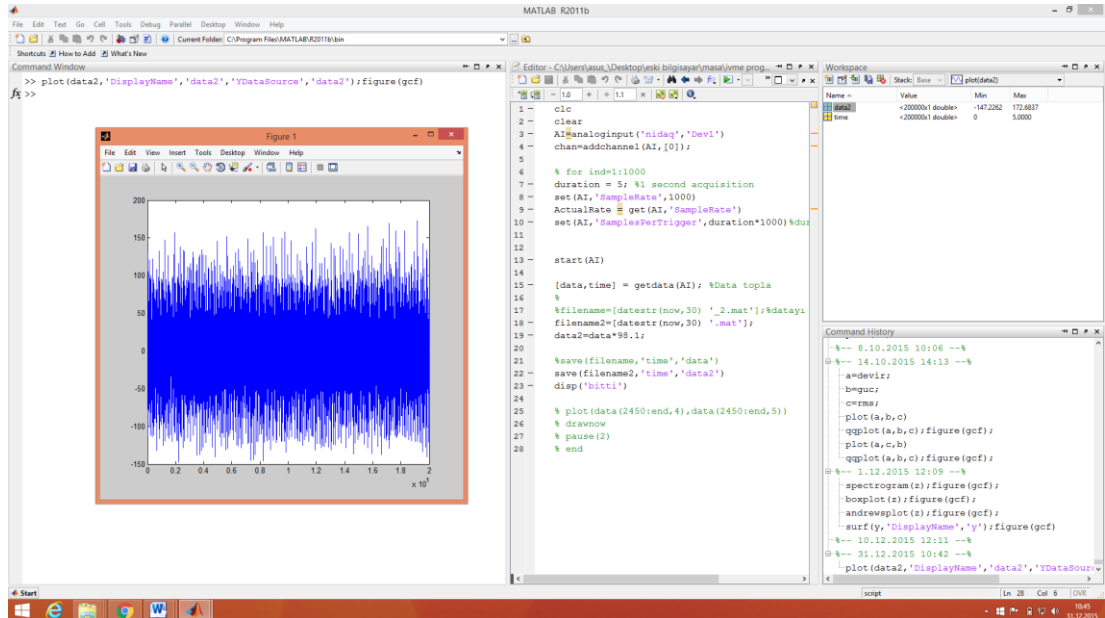 MATLAB R2011b
File Edit Text Go Cell Tools Debug Parallel Desktop Window Help
Current Folder: C:\Program Files\MATLAB\R2011b\bin
Shortcuts How to Add What's New
Command Window
>> plot(data2,'DisplayName','data2','YDataSource','data2');figure(gcf)
fx >>
Figure 1
File Edit View Insert Tools Desktop Window Help
200
150
100
50
0
-50
-100
-150
0 0.2 0.4 0.6 0.8 1 1.2 1.4 1.6 1.8 2
x 10^5
Editor - C:\Users\asus_\Desktop\eski bilgisayar\masa\ivme prog...
- 1.0 + ÷ 1.1 ×
1 - clc
2 - clear
3 - AI=analoginput('nidaq','Dev1')
4 - chan=addchannel(AI,[0]);
5
6 % for ind=1:1000
7 - duration = 5; %1 second acquisition
8 - set(AI,'SampleRate',1000)
9 - ActualRate = get(AI,'SampleRate')
10 - set(AI,'SamplesPerTrigger',duration*1000)%dur
11
12
13 - start(AI)
14
15 - [data,time] = getdata(AI); %Data topla
16 %
17 %filename=[datestr(now,30) '_2.mat'];%datayı
18 - filename2=[datestr(now,30) '.mat'];
19 - data2=data*98.1;
20
21 %save(filename,'time','data')
22 - save(filename2,'time','data2')
23 - disp('bitti')
24
25 % plot(data(2450:end,4),data(2450:end,5))
26 % drawnow
27 % pause(2)
28 % end
Workspace
Stack: Base plot(data2)
Name Value Min Max
data2 <200000x1 double> -147.2262 172.6837
time <200000x1 double> 0 5.0000
Command History
%-- 8.10.2015 10:06 --%
%-- 14.10.2015 14:13 --%
a=devir;
b=guc;
c=rms;
plot(a,b,c)
qqplot(a,b,c);figure(gcf);
plot(a,c,b)
qqplot(a,b,c);figure(gcf);
%-- 1.12.2015 12:09 --%
spectrogram(z);figure(gcf);
boxplot(z);figure(gcf);
andrewsplot(z);figure(gcf);
surf(y,'DisplayName','y');figure(gcf)
%-- 10.12.2015 12:11 --%
%-- 31.12.2015 10:42 --%
plot(data2,'DisplayName','data2','YDataSourc
Start
script Ln 28 Col 6 OVR
10:45
31.12.2015